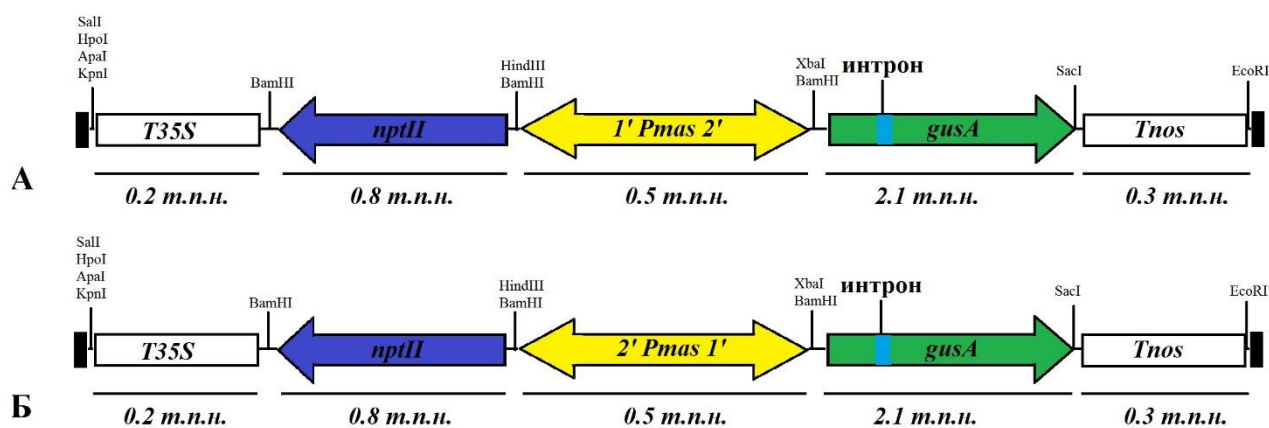 SalI
HpoI
ApaI
KpnI
BamHI
HindIII
BamHI
XbaI
BamHI
интрон
SacI
EcoRI
T35S
nptII
1' Pmas 2'
gusA
Tnos
А
0.2 т.п.н.
0.8 т.п.н.
0.5 т.п.н.
2.1 т.п.н.
0.3 т.п.н.
SalI
HpoI
ApaI
KpnI
BamHI
HindIII
BamHI
XbaI
BamHI
интрон
SacI
EcoRI
T35S
nptII
2' Pmas 1'
gusA
Tnos
Б
0.2 т.п.н.
0.8 т.п.н.
0.5 т.п.н.
2.1 т.п.н.
0.3 т.п.н.